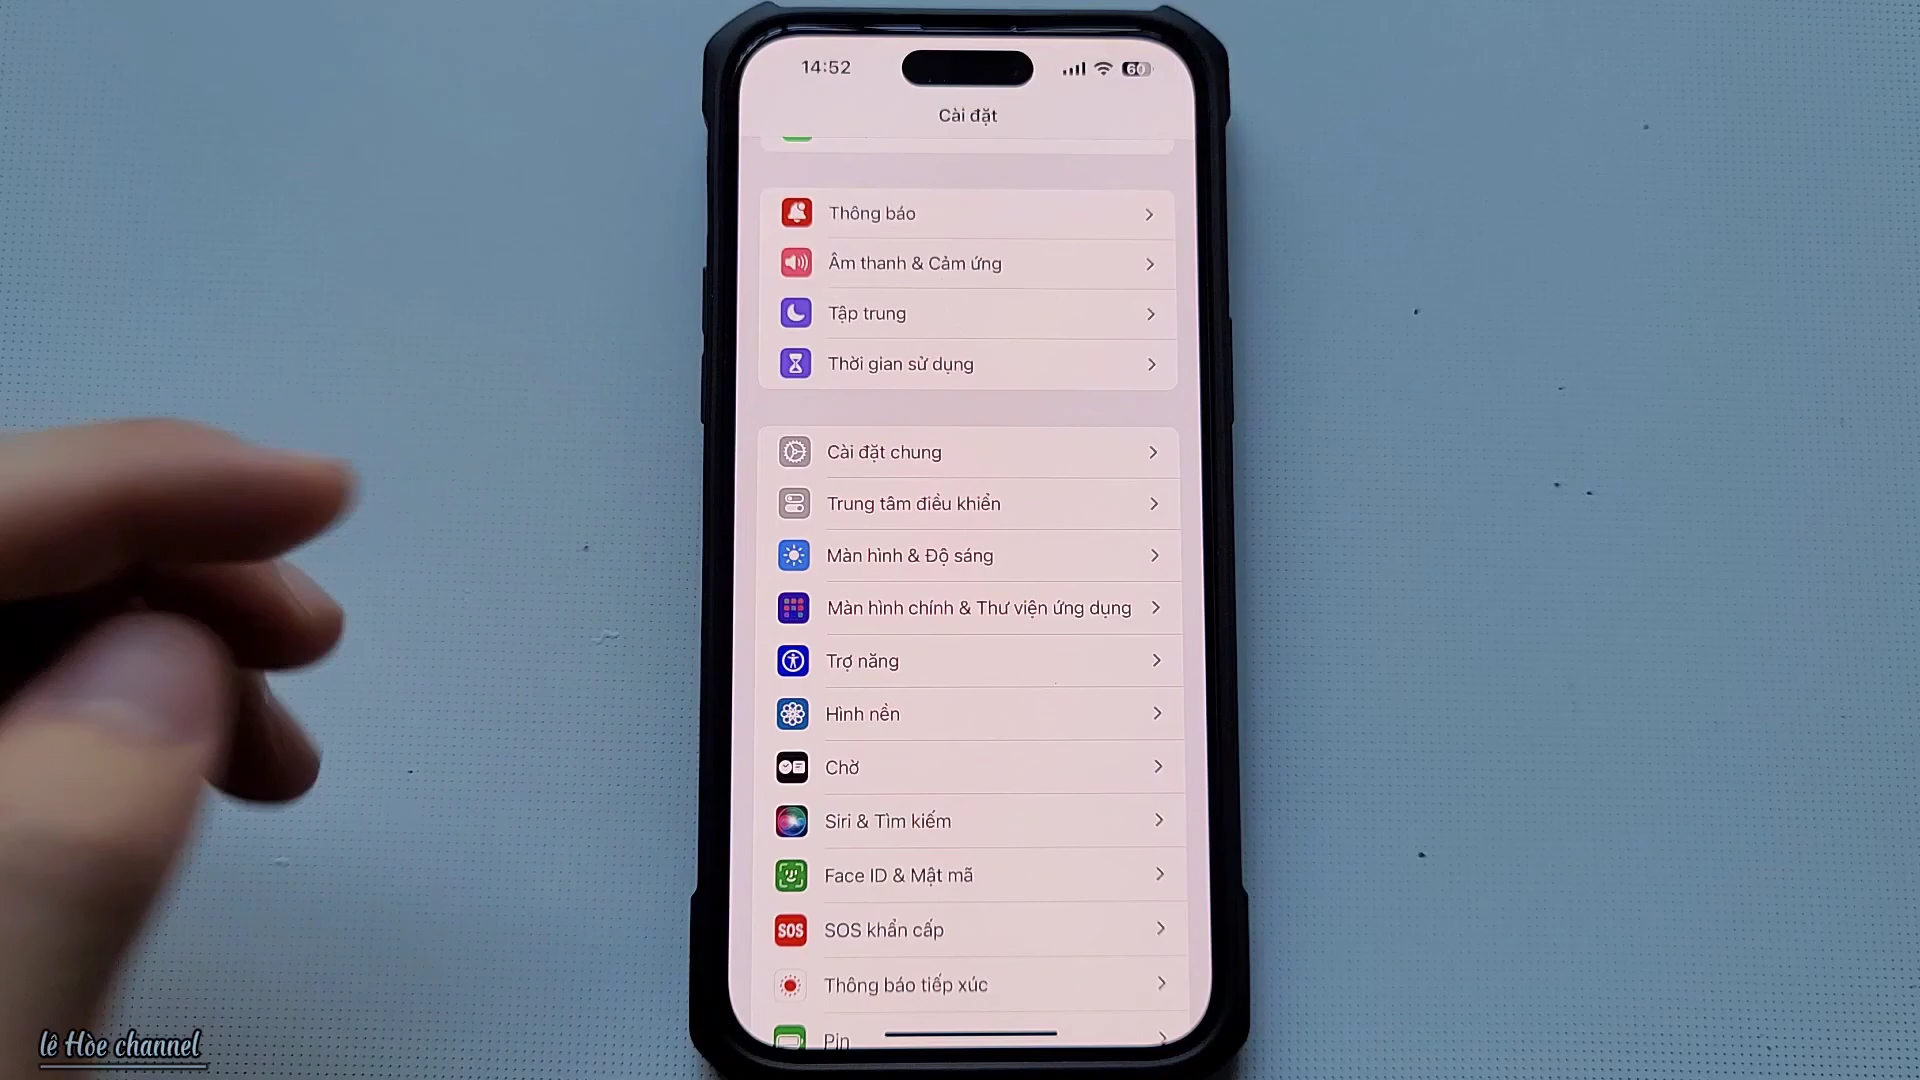 14:52
60
Cài đặt
Thông báo
Âm thanh & Cảm ứng
Tập trung
Thời gian sử dụng
Cài đặt chung
Trung tâm điều khiển
Màn hình & Độ sáng
Màn hình chính & Thư viện ứng dụng
Trợ năng
Hình nền
Chờ
Siri & Tìm kiếm
Face ID & Mật mã
SOS SOS khẩn cấp
Thông báo tiếp xúc
Pin
lê Hòe channel